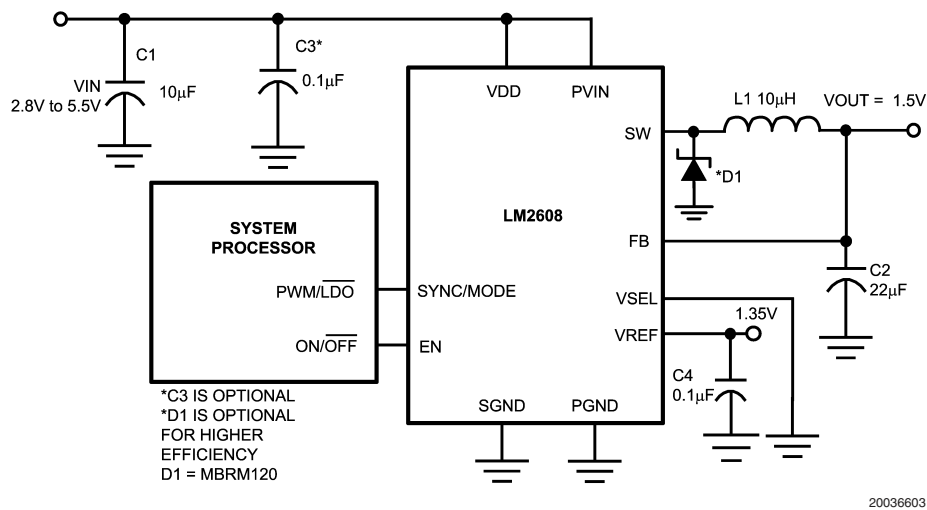 C1
VIN
2.8V to 5.5V
10µF
C3*
0.1µF
VDD
PVIN
SW
L1 10µH
VOUT = 1.5V
*D1
LM2608
SYSTEM
PROCESSOR
PWM/LDO
ON/OFF
SYNC/MODE
EN
FB
C2
22µF
VSEL
VREF
1.35V
C4
0.1µF
SGND
PGND
*C3 IS OPTIONAL
*D1 IS OPTIONAL
FOR HIGHER
EFFICIENCY
D1 = MBRM120
20036603